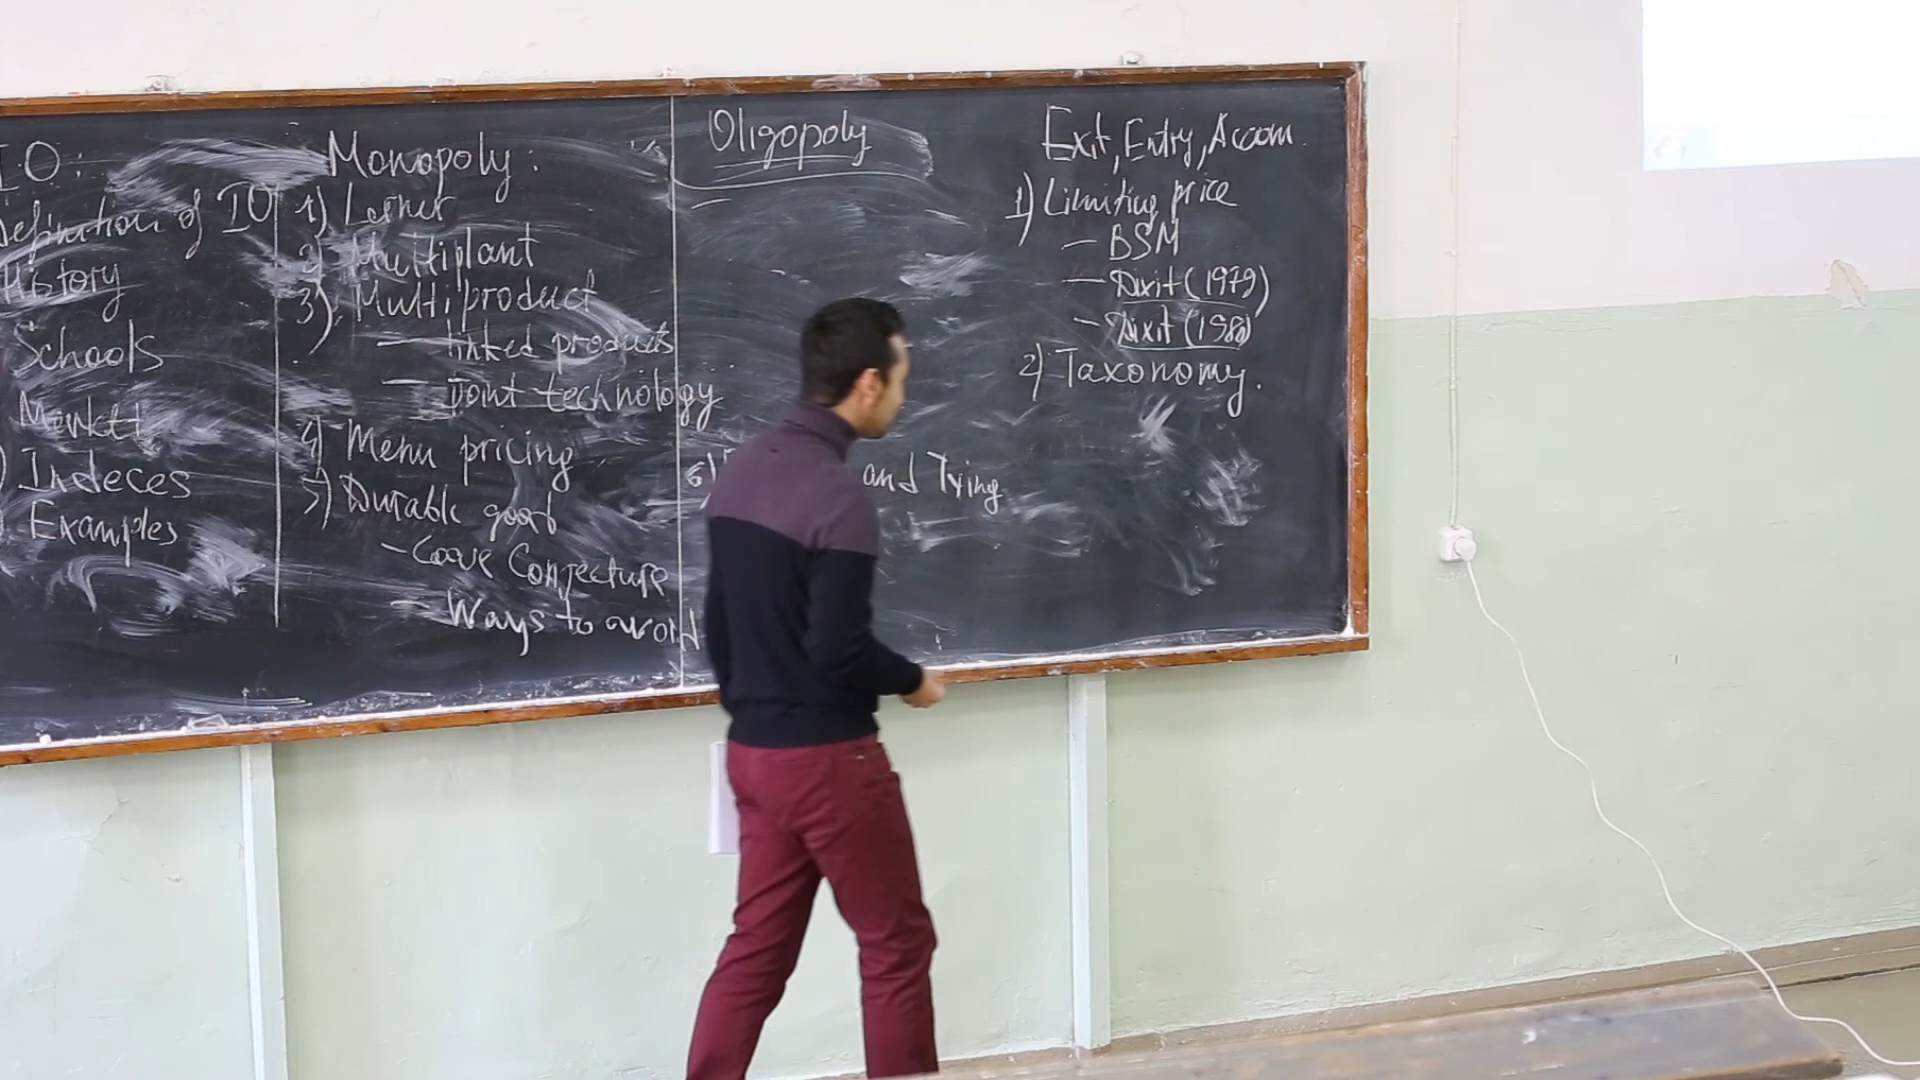 IO:
Definition of IO
History
Schools
Market
Indeces
Examples
Monopoly:
1) Lerner
2) Multiplant
3) Multiproduct
- linked products
- joint technology
4) Menu pricing
5) Durable good
- Coase Conjecture
- Ways to avoid
6) and Tying
Oligopoly
Exit, Entry, Accom.
1) Limiting price
- BSM
- Dixit (1979)
- Dixit (1980)
2) Taxonomy.